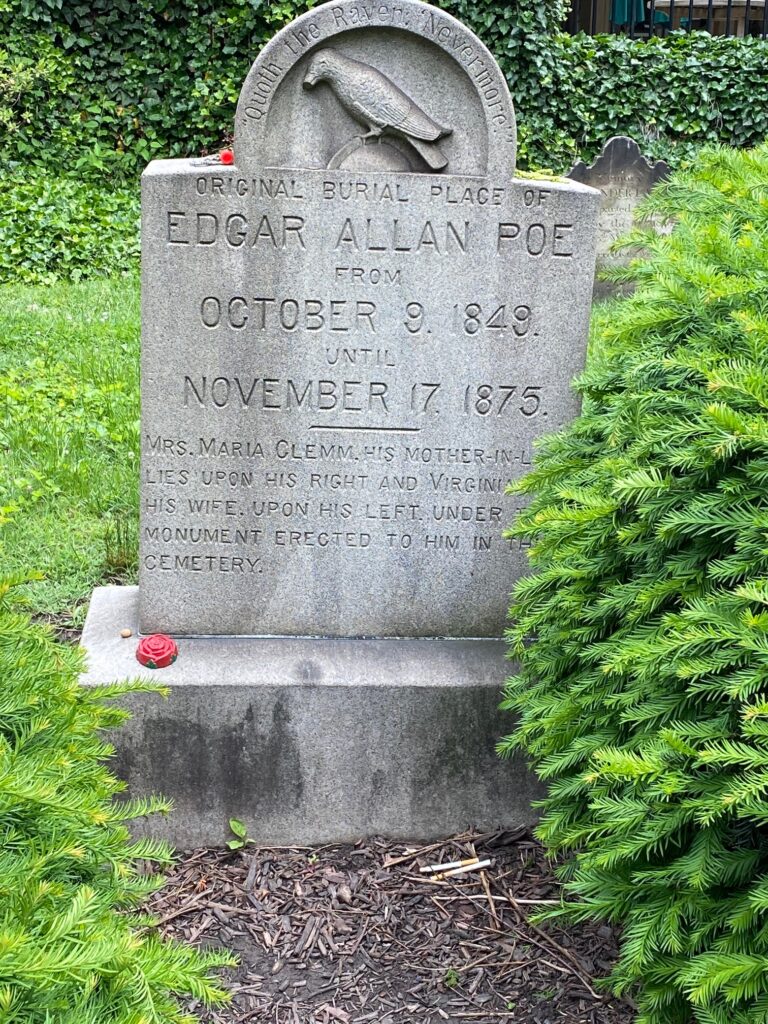 "Quoth the Raven, Nevermore."
ORIGINAL BURIAL PLACE OF
EDGAR ALLAN POE
FROM
OCTOBER 9. 1849.
UNTIL
NOVEMBER 17. 1875.
MRS. MARIA CLEMM, HIS MOTHER-IN-L
LIES UPON HIS RIGHT AND VIRGINIA
HIS WIFE, UPON HIS LEFT. UNDER T
MONUMENT ERECTED TO HIM IN TH
CEMETERY.